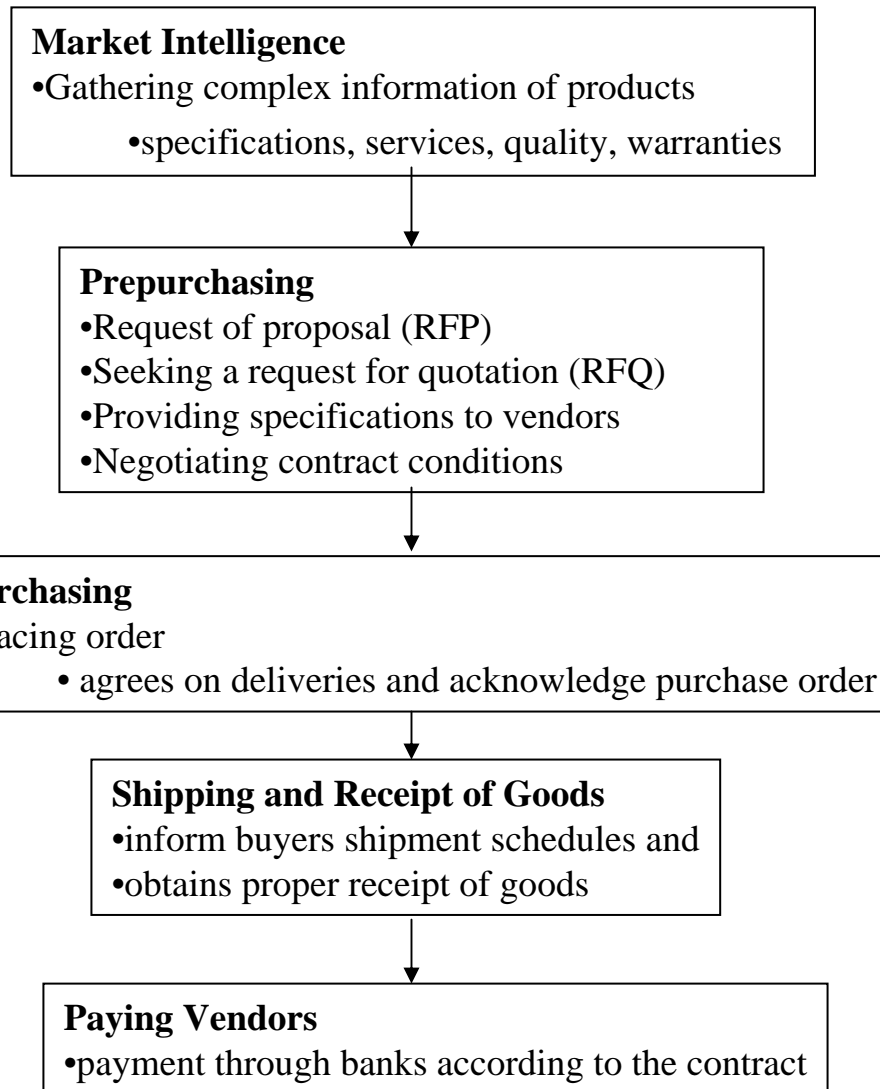 Market Intelligence
•Gathering complex information of products
•specifications, services, quality, warranties
Prepurchasing
•Request of proposal (RFP)
•Seeking a request for quotation (RFQ)
•Providing specifications to vendors
•Negotiating contract conditions
rchasing
acing order
• agrees on deliveries and acknowledge purchase order
Shipping and Receipt of Goods
•inform buyers shipment schedules and
•obtains proper receipt of goods
Paying Vendors
•payment through banks according to the contract